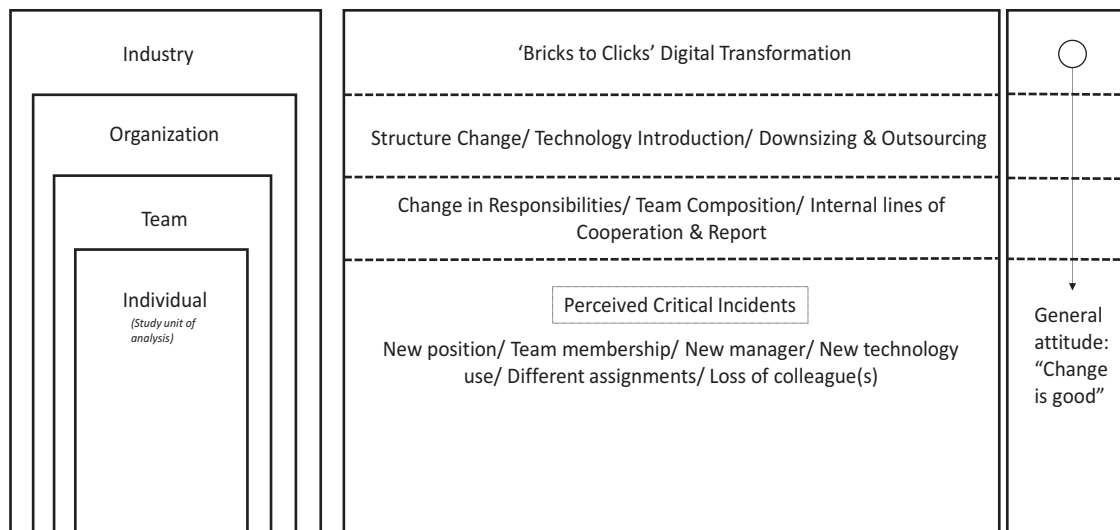 Industry
‘Bricks to Clicks’ Digital Transformation
Organization
Structure Change/ Technology Introduction/ Downsizing & Outsourcing
Team
Change in Responsibilities/ Team Composition/ Internal lines of
Cooperation & Report
Individual
(Study unit of
analysis)
Perceived Critical Incidents
New position/ Team membership/ New manager/ New technology
use/ Different assignments/ Loss of colleague(s)
General
attitude:
“Change
is good”